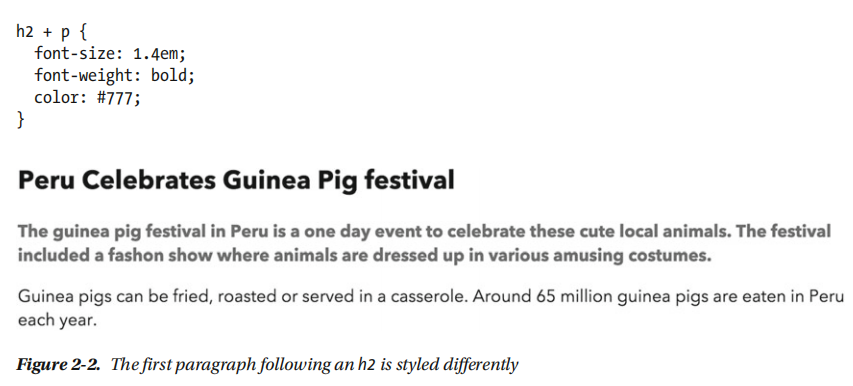 h2 + p {
  font-size: 1.4em;
  font-weight: bold;
  color: #777;
}
Peru Celebrates Guinea Pig festival
The guinea pig festival in Peru is a one day event to celebrate these cute local animals. The festival
included a fashon show where animals are dressed up in various amusing costumes.
Guinea pigs can be fried, roasted or served in a casserole. Around 65 million guinea pigs are eaten in Peru
each year.
Figure 2-2. The first paragraph following an h2 is styled differently